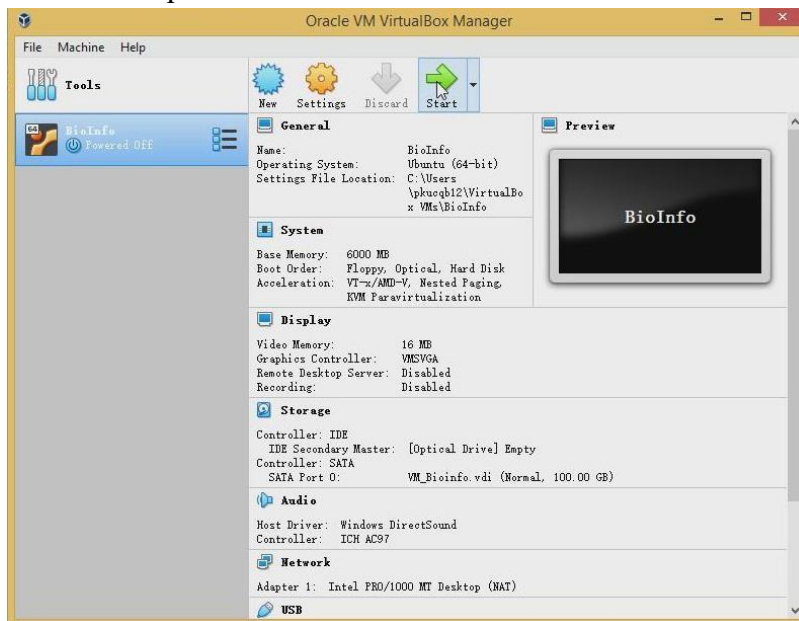 Oracle VM VirtualBox Manager
File Machine Help
Tools
New Settings Discard Start
64
BioInfo
Powered Off
General
Name: BioInfo
Operating System: Ubuntu (64-bit)
Settings File Location: C:\Users
\pkucqb12\VirtualBo
x VMs\BioInfo
Preview
BioInfo
System
Base Memory: 6000 MB
Boot Order: Floppy, Optical, Hard Disk
Acceleration: VT-x/AMD-V, Nested Paging,
KVM Paravirtualization
Display
Video Memory: 16 MB
Graphics Controller: VMSVGA
Remote Desktop Server: Disabled
Recording: Disabled
Storage
Controller: IDE
IDE Secondary Master: [Optical Drive] Empty
Controller: SATA
SATA Port 0: VM_Bioinfo.vdi (Normal, 100.00 GB)
Audio
Host Driver: Windows DirectSound
Controller: ICH AC97
Network
Adapter 1: Intel PRO/1000 MT Desktop (NAT)
USB